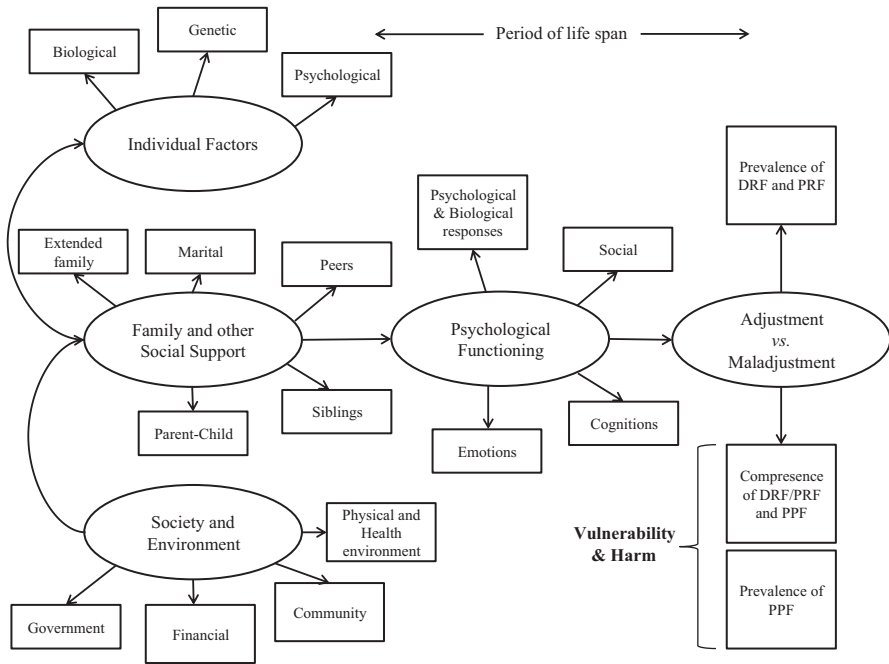 Genetic
Period of life span
Biological
Psychological
Individual Factors
Prevalence of
DRF and PRF
Psychological
& Biological
responses
Extended
family
Marital
Peers
Social
Family and other
Social Support
Psychological
Functioning
Adjustment
vs.
Maladjustment
Siblings
Parent-Child
Emotions
Cognitions
Society and
Environment
Physical and
Health
environment
Compresence
of DRF/PRF
and PPF
Vulnerability
& Harm
Government
Financial
Community
Prevalence of
PPF